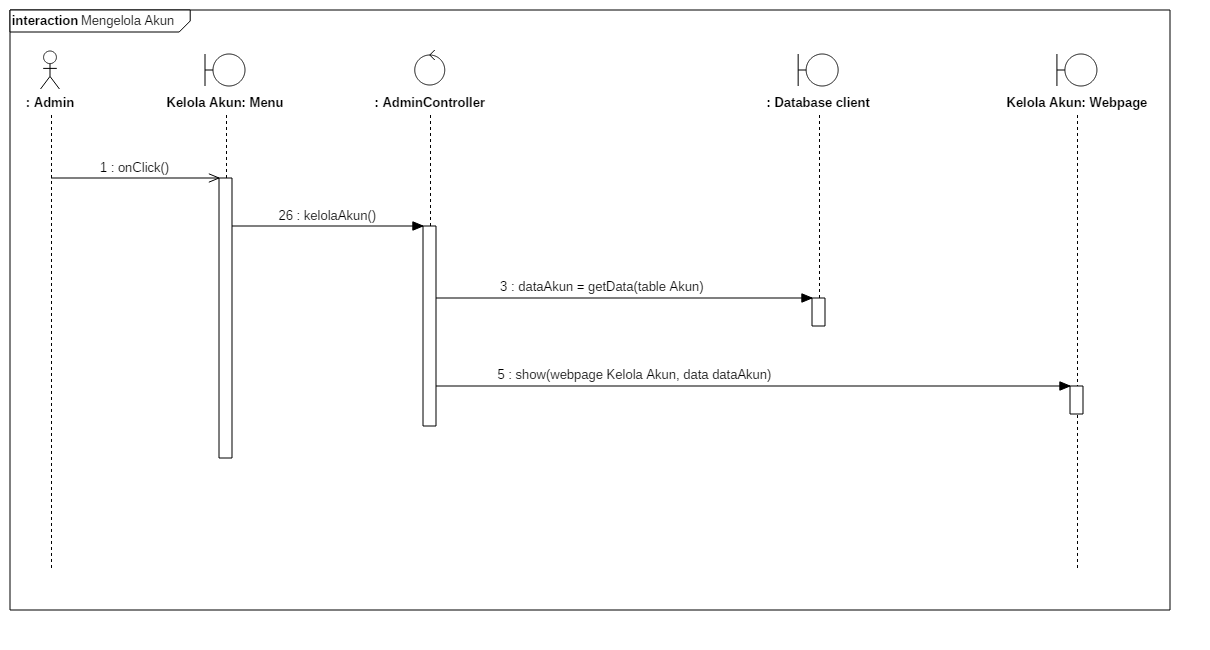 interaction Mengelola Akun
: Admin
Kelola Akun: Menu
: AdminController
: Database client
Kelola Akun: Webpage
1 : onClick()
26 : kelolaAkun()
3 : dataAkun = getData(table Akun)
5 : show(webpage Kelola Akun, data dataAkun)